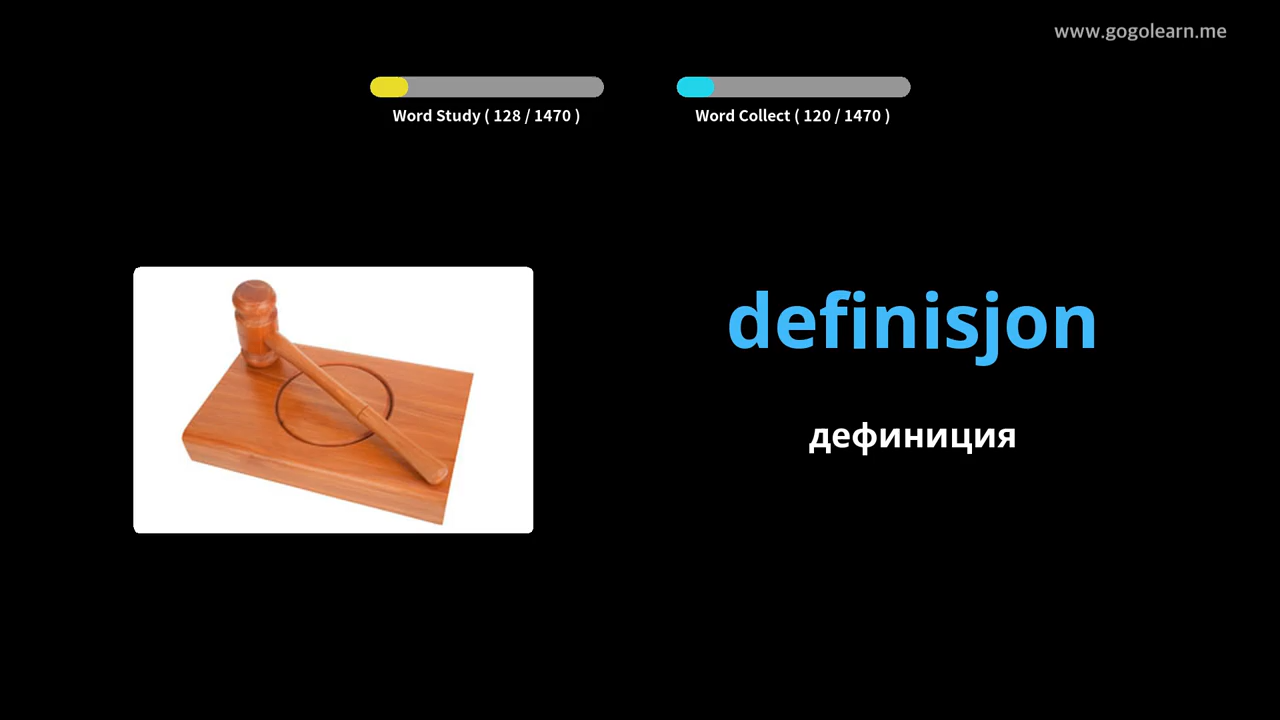 www.gogolearn.me
Word Study ( 128 / 1470 )
Word Collect ( 120 / 1470 )
definisjon
дефиниция